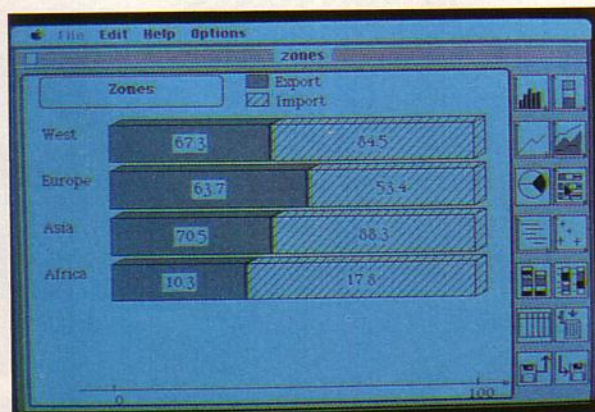 File Edit Help Options
zones
Zones
Export
Import
West 67.3 84.5
Europe 63.7 53.4
Asia 70.5 88.3
Africa 10.3 17.8
0 100